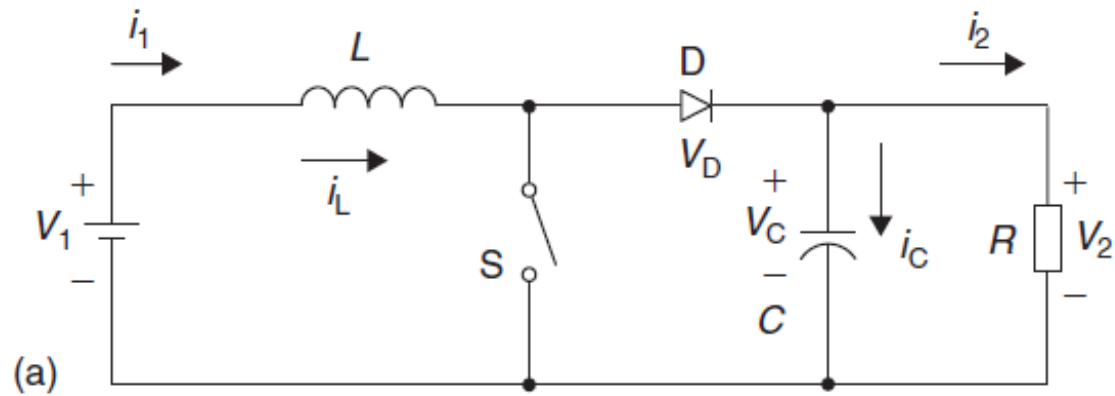 i1 L D i2
iL VD
+ V1 −
S
+ VC − iC
C
R + V2 −
(a)